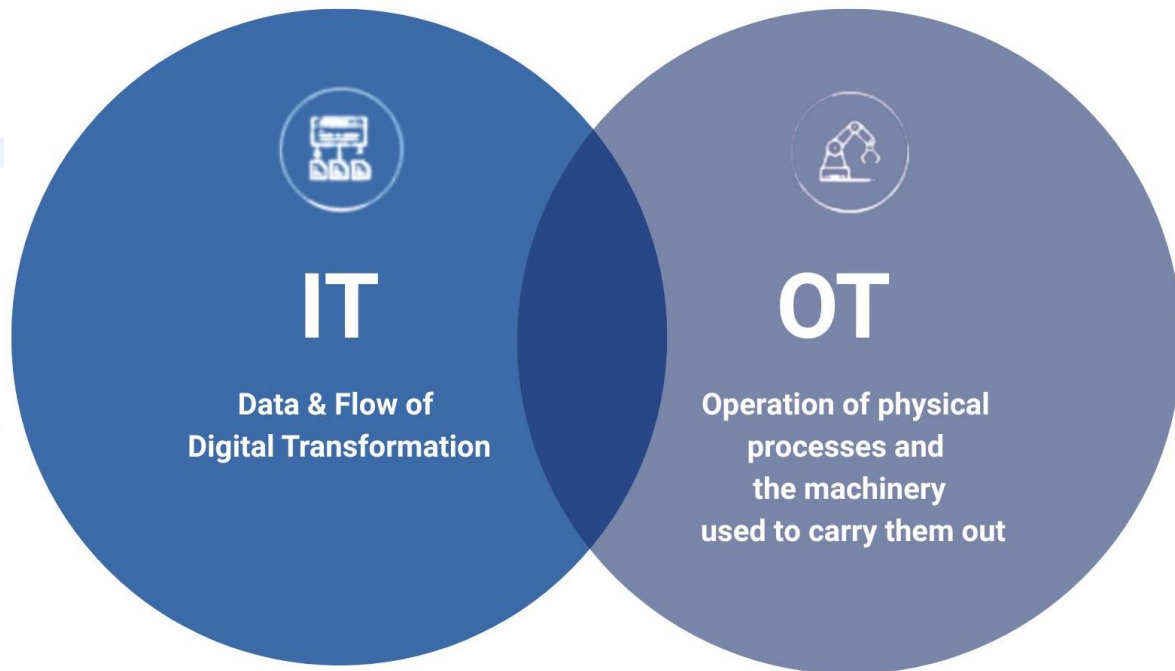 IT
Data & Flow of
Digital Transformation
OT
Operation of physical
processes and
the machinery
used to carry them out